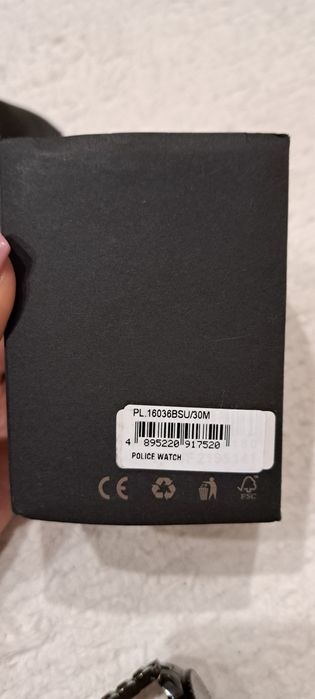 PL.16036BSU/30M
4 895220 917520
POLICE WATCH
CE
FSC